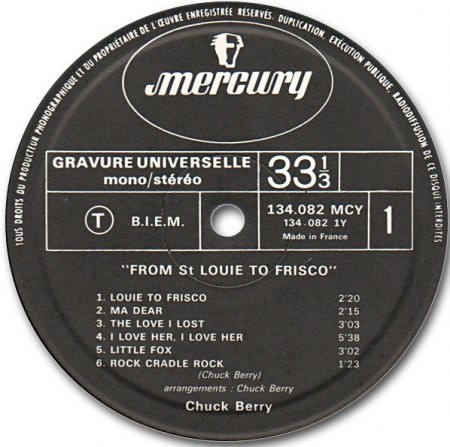 TOUS DROITS DU PRODUCTEUR PHONOGRAPHIQUE ET DU PROPRIÉTAIRE DE L'ŒUVRE ENREGISTRÉE RÉSERVÉS. DUPLICATION, EXÉCUTION PUBLIQUE, RADIODIFFUSION DE CE DISQUE INTERDITES
mercury
GRAVURE UNIVERSELLE
mono/stéréo
33 1/3
T B.I.E.M.
134.082 MCY
134.082 1Y
Made in France
1
"FROM St LOUIE TO FRISCO"
1. LOUIE TO FRISCO 2'20
2. MA DEAR 2'15
3. THE LOVE I LOST 3'03
4. I LOVE HER, I LOVE HER 5'38
5. LITTLE FOX 3'02
6. ROCK CRADLE ROCK 1'23
(Chuck Berry)
arrangements : Chuck Berry
Chuck Berry